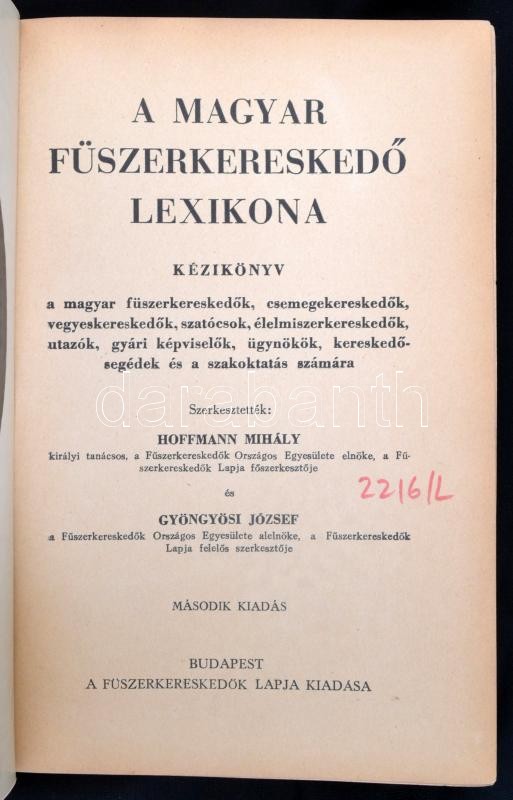 A MAGYAR
FÜSZERKERESKEDŐ
LEXIKONA
KÉZIKÖNYV
a magyar füszerkereskedők, csemegekereskedők,
vegyeskereskedők, szatócsok, élelmiszerkereskedők,
utazók, gyári képviselők, ügynökök, kereskedő-
segédek és a szakoktatás számára
darabanth
Szerkesztették:
HOFFMANN MIHÁLY
királyi tanácsos, a Füszerkereskedők Országos Egyesülete elnöke, a Fü-
szerkereskedők Lapja főszerkesztője
2216/L
és
GYÖNGYÖSI JÓZSEF
a Füszerkereskedők Országos Egyesülete alelnöke, a Füszerkereskedők
Lapja felelős szerkesztője
MÁSODIK KIADÁS
BUDAPEST
A FÜSZERKERESKEDŐK LAPJA KIADÁSA